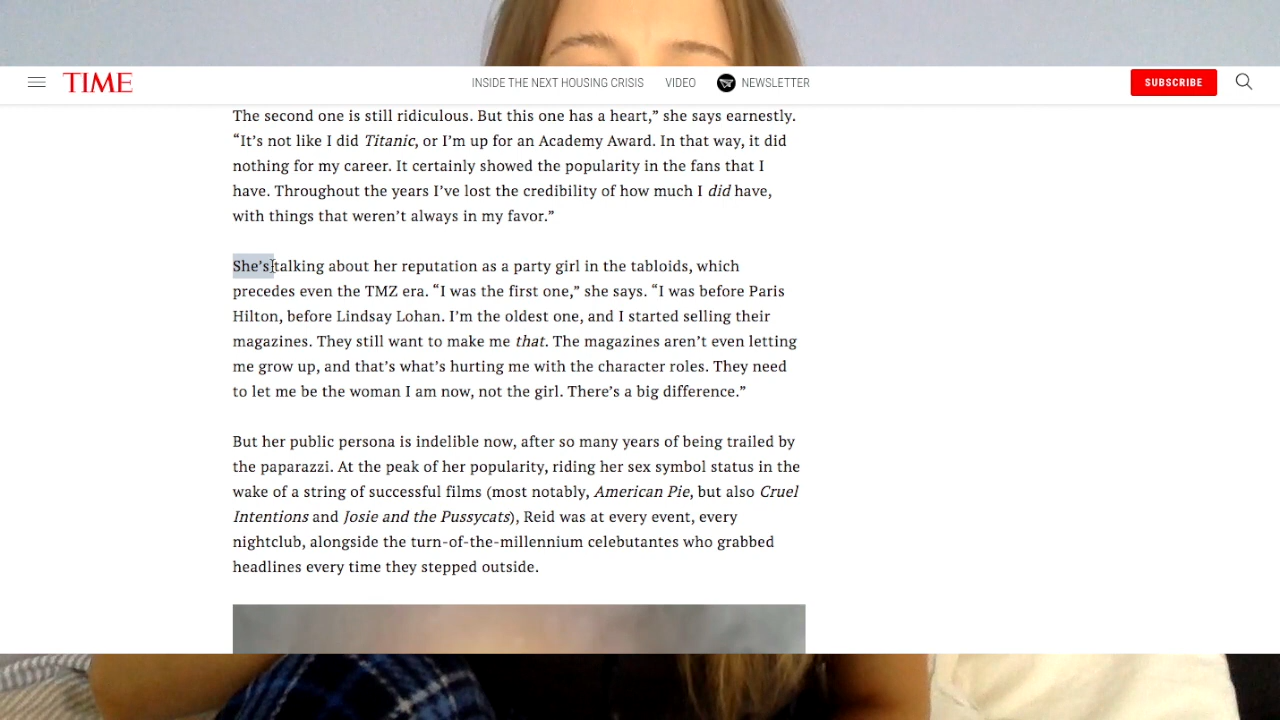 TIME
INSIDE THE NEXT HOUSING CRISIS VIDEO NEWSLETTER SUBSCRIBE
The second one is still ridiculous. But this one has a heart,” she says earnestly.
“It’s not like I did Titanic, or I’m up for an Academy Award. In that way, it did
nothing for my career. It certainly showed the popularity in the fans that I
have. Throughout the years I’ve lost the credibility of how much I did have,
with things that weren’t always in my favor.”
She’s talking about her reputation as a party girl in the tabloids, which
precedes even the TMZ era. “I was the first one,” she says. “I was before Paris
Hilton, before Lindsay Lohan. I’m the oldest one, and I started selling their
magazines. They still want to make me that. The magazines aren’t even letting
me grow up, and that’s what’s hurting me with the character roles. They need
to let me be the woman I am now, not the girl. There’s a big difference.”
But her public persona is indelible now, after so many years of being trailed by
the paparazzi. At the peak of her popularity, riding her sex symbol status in the
wake of a string of successful films (most notably, American Pie, but also Cruel
Intentions and Josie and the Pussycats), Reid was at every event, every
nightclub, alongside the turn-of-the-millennium celebutantes who grabbed
headlines every time they stepped outside.